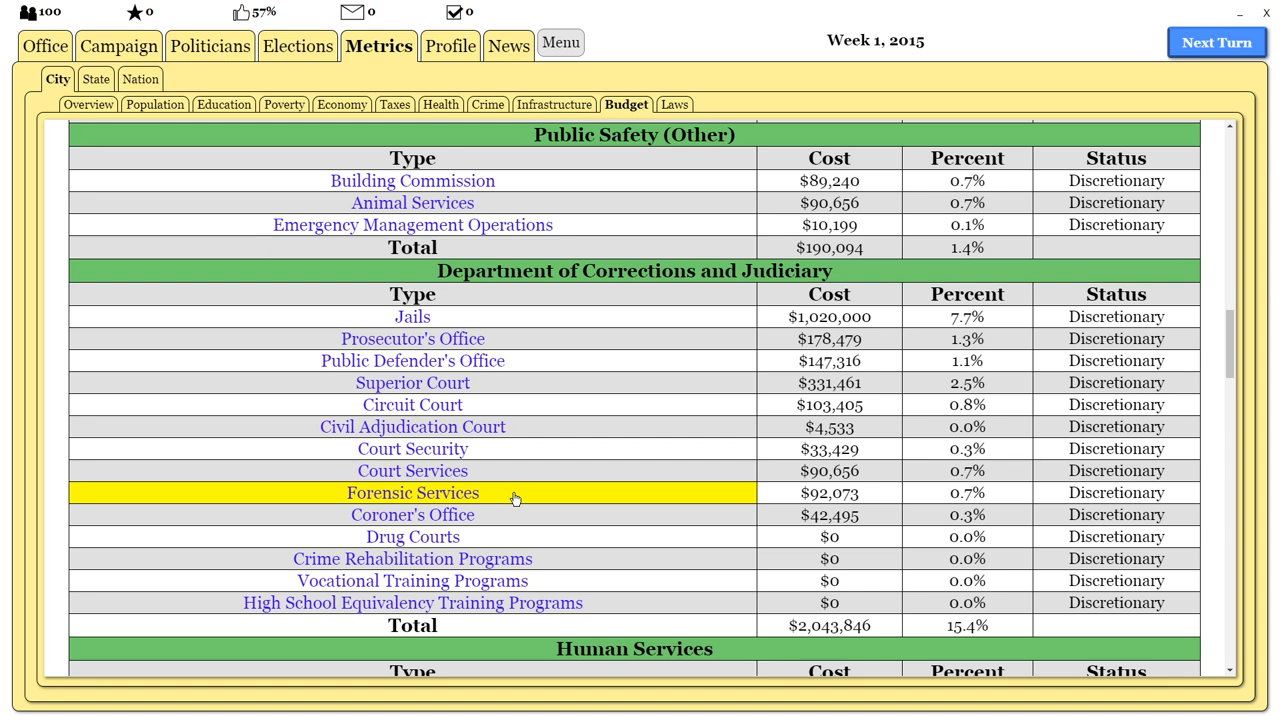 100 0 57% 0 0 _ X
Office Campaign Politicians Elections Metrics Profile News Menu Week 1, 2015 Next Turn
City State Nation
Overview Population Education Poverty Economy Taxes Health Crime Infrastructure Budget Laws
Public Safety (Other)
Type Cost Percent Status
Building Commission $89,240 0.7% Discretionary
Animal Services $90,656 0.7% Discretionary
Emergency Management Operations $10,199 0.1% Discretionary
Total $190,094 1.4%
Department of Corrections and Judiciary
Type Cost Percent Status
Jails $1,020,000 7.7% Discretionary
Prosecutor's Office $178,479 1.3% Discretionary
Public Defender's Office $147,316 1.1% Discretionary
Superior Court $331,461 2.5% Discretionary
Circuit Court $103,405 0.8% Discretionary
Civil Adjudication Court $4,533 0.0% Discretionary
Court Security $33,429 0.3% Discretionary
Court Services $90,656 0.7% Discretionary
Forensic Services $92,073 0.7% Discretionary
Coroner's Office $42,495 0.3% Discretionary
Drug Courts $0 0.0% Discretionary
Crime Rehabilitation Programs $0 0.0% Discretionary
Vocational Training Programs $0 0.0% Discretionary
High School Equivalency Training Programs $0 0.0% Discretionary
Total $2,043,846 15.4%
Human Services
Type Cost Percent Status